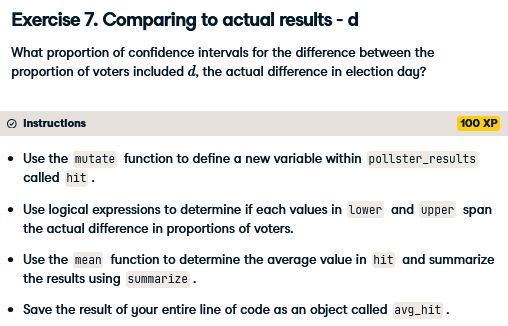 Exercise 7. Comparing to actual results - d
What proportion of confidence intervals for the difference between the
proportion of voters included d, the actual difference in election day?
Instructions
100 XP
• Use the mutate function to define a new variable within pollster_results
called hit.
• Use logical expressions to determine if each values in lower and upper span
the actual difference in proportions of voters.
• Use the mean function to determine the average value in hit and summarize
the results using summarize.
• Save the result of your entire line of code as an object called avg_hit.